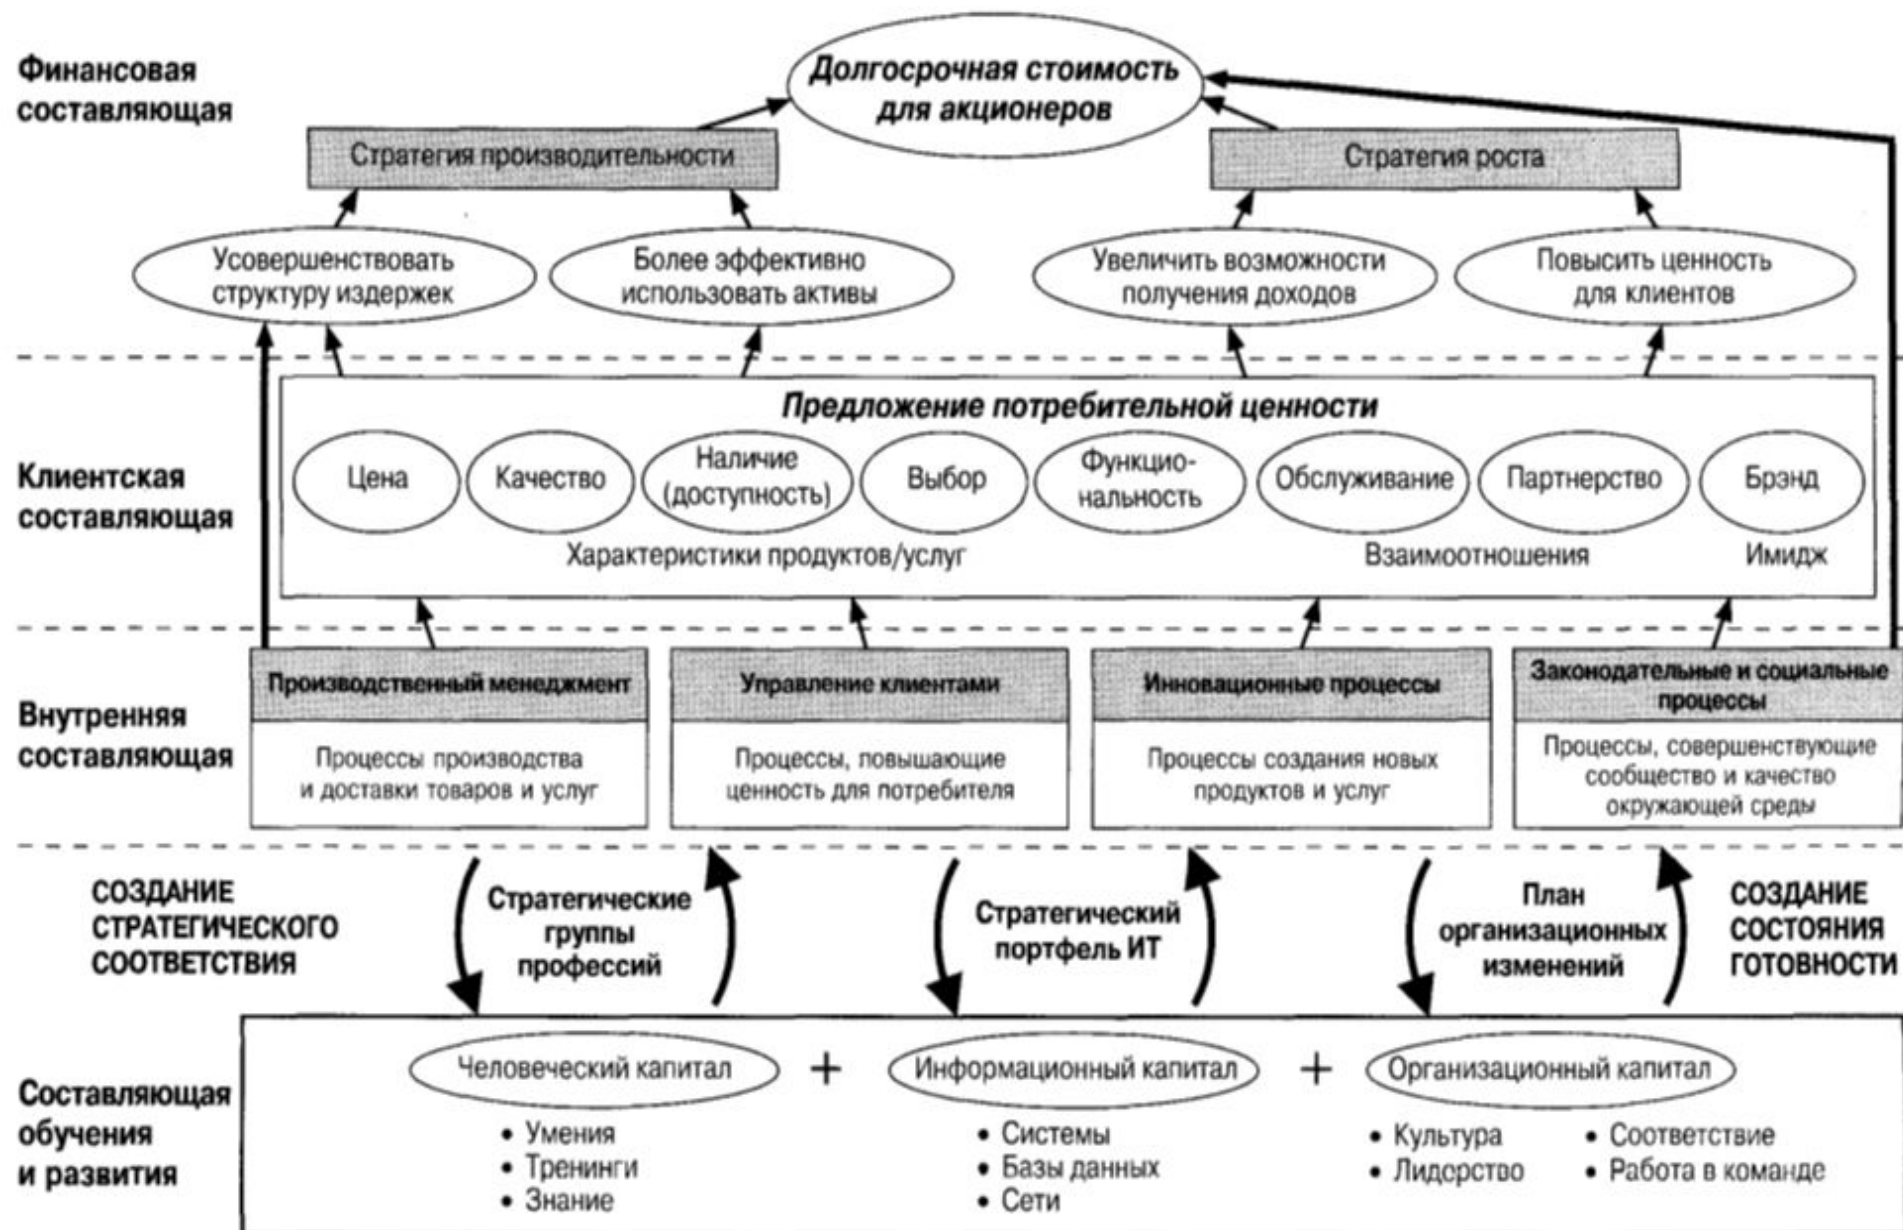 Финансовая
составляющая
Долгосрочная стоимость
для акционеров
Стратегия производительности
Стратегия роста
Усовершенствовать
структуру издержек
Более эффективно
использовать активы
Увеличить возможности
получения доходов
Повысить ценность
для клиентов
Клиентская
составляющая
Предложение потребительной ценности
Цена
Качество
Наличие
(доступность)
Выбор
Функцио-
нальность
Обслуживание
Партнерство
Брэнд
Характеристики продуктов/услуг
Взаимоотношения
Имидж
Внутренняя
составляющая
Производственный менеджмент
Процессы производства
и доставки товаров и услуг
Управление клиентами
Процессы, повышающие
ценность для потребителя
Инновационные процессы
Процессы создания новых
продуктов и услуг
Законодательные и социальные
процессы
Процессы, совершенствующие
сообщество и качество
окружающей среды
СОЗДАНИЕ
СТРАТЕГИЧЕСКОГО
СООТВЕТСТВИЯ
Стратегические
группы
профессий
Стратегический
портфель ИТ
План
организационных
изменений
СОЗДАНИЕ
СОСТОЯНИЯ
ГОТОВНОСТИ
Составляющая
обучения
и развития
Человеческий капитал
+
Информационный капитал
+
Организационный капитал
• Умения
• Тренинги
• Знание
• Системы
• Базы данных
• Сети
• Культура
• Лидерство
• Соответствие
• Работа в команде